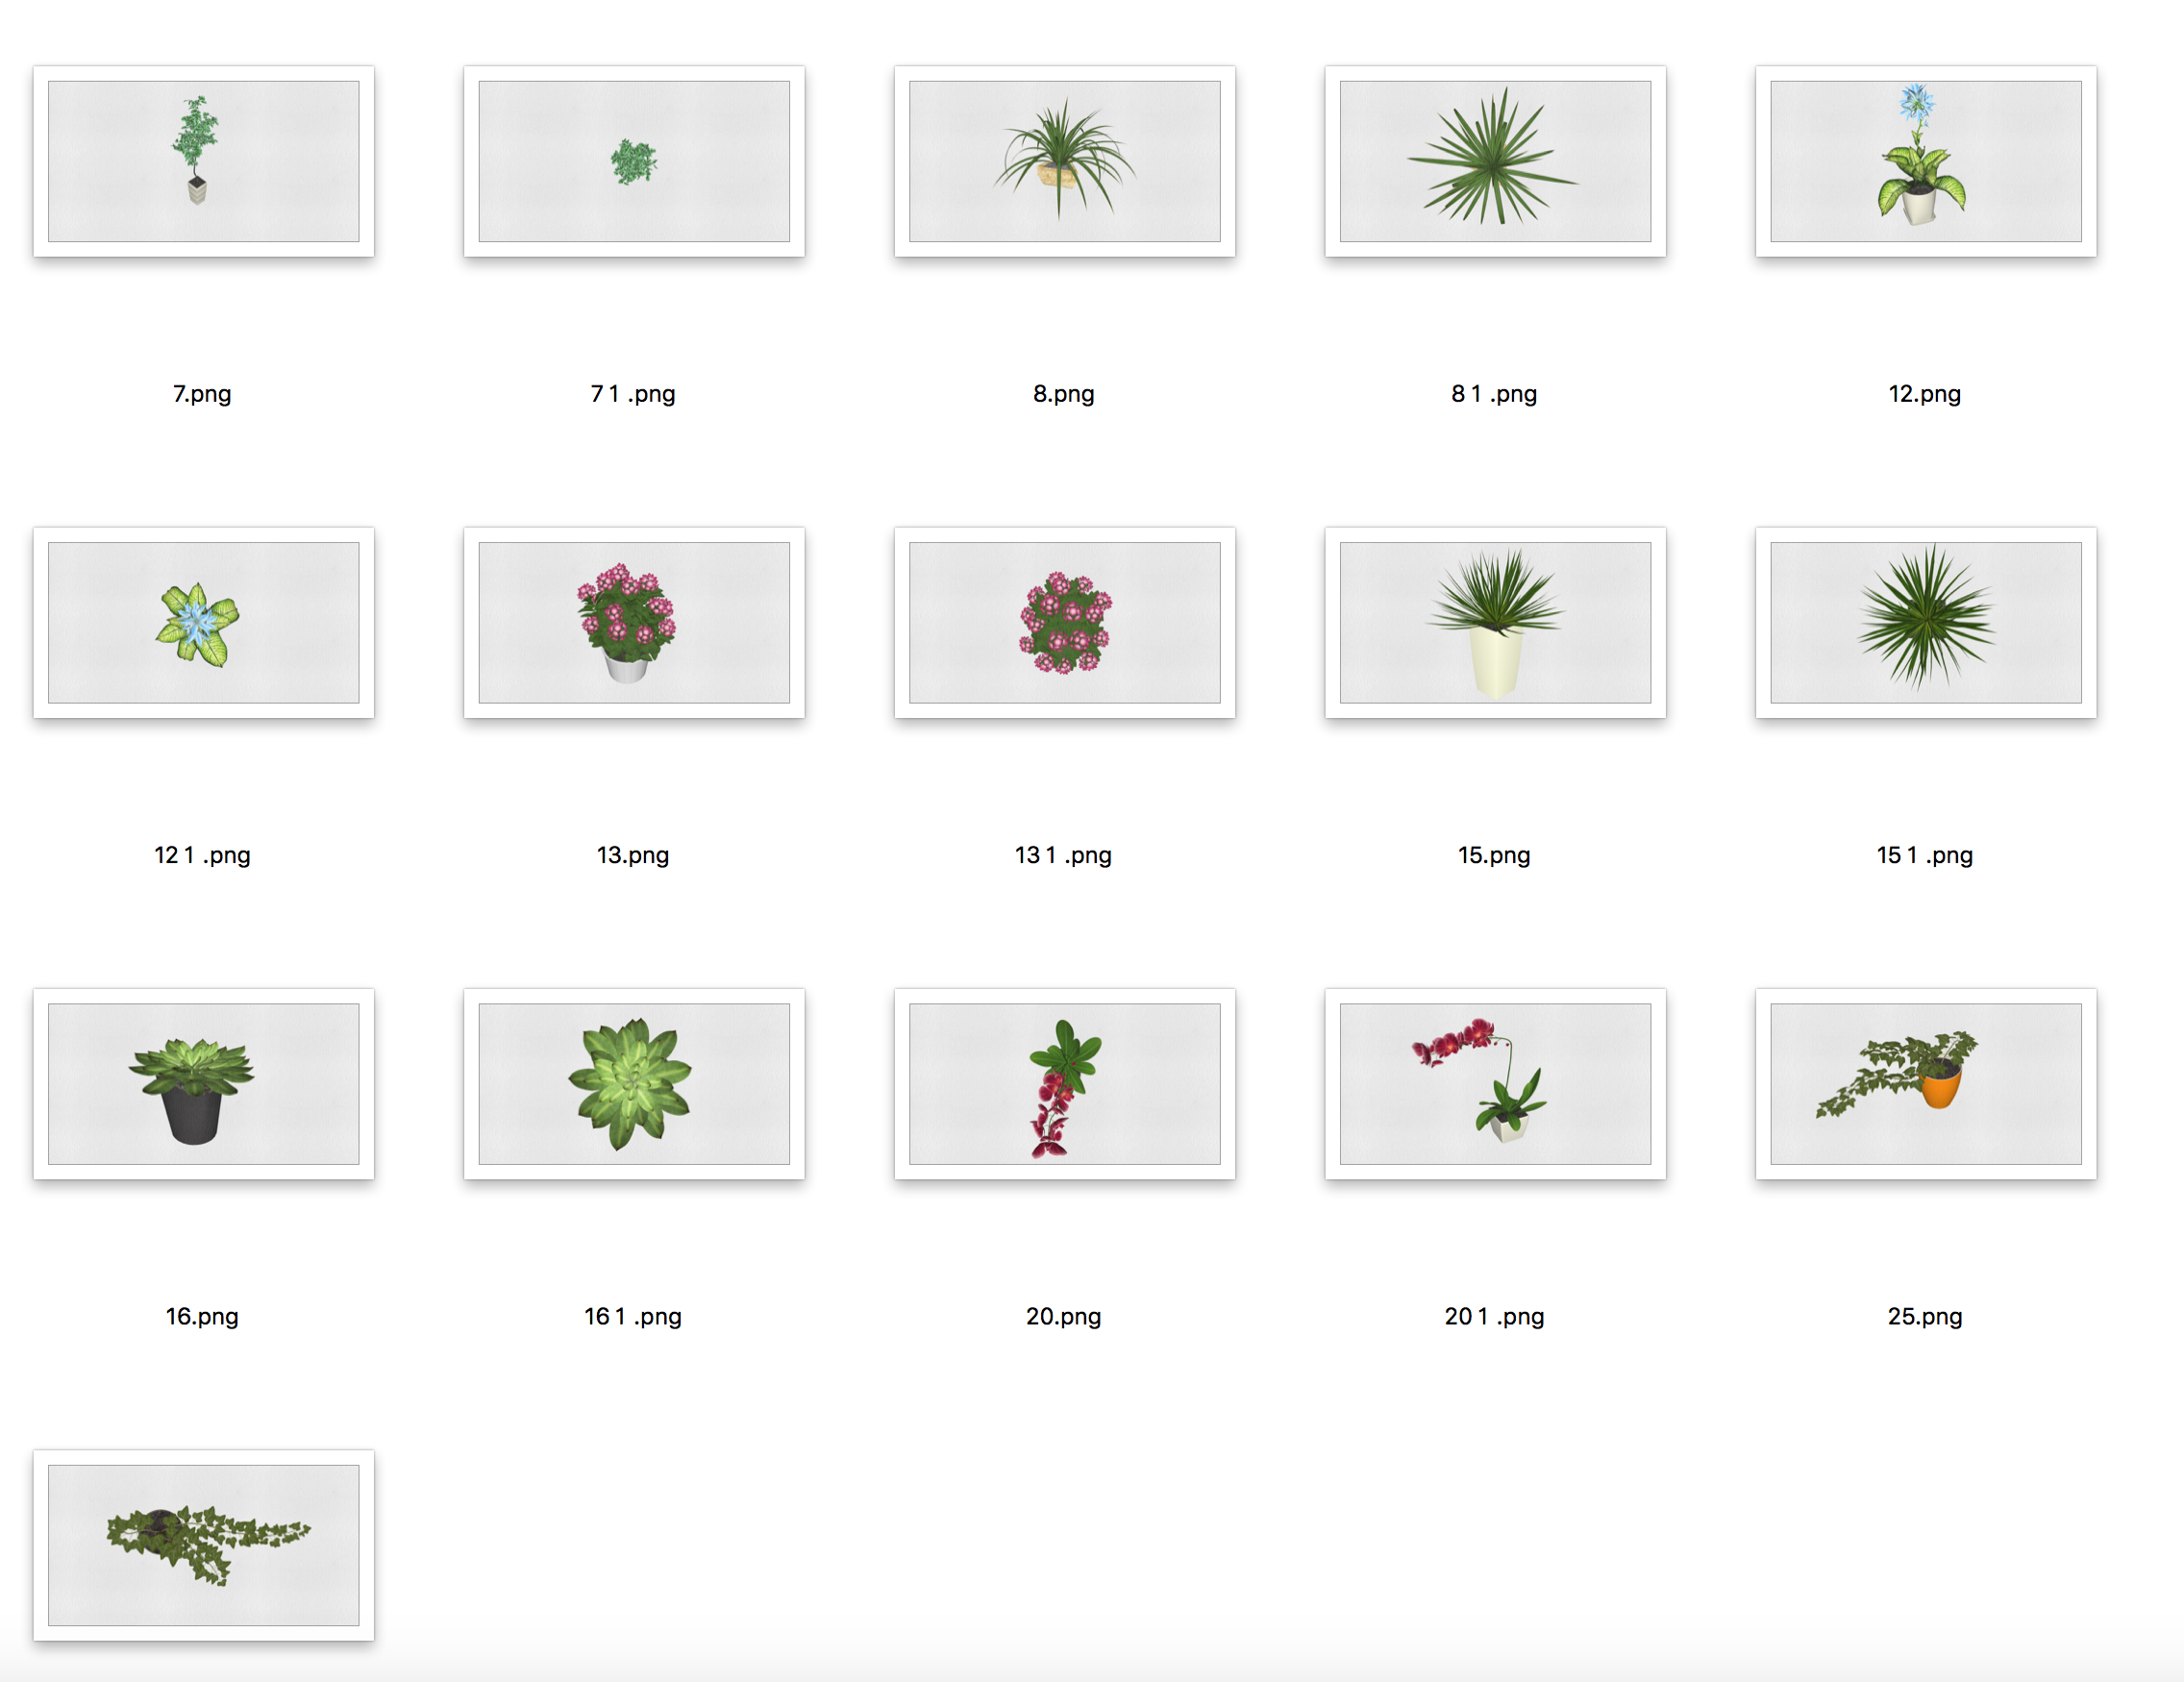 7.png
7 1 .png
8.png
8 1 .png
12.png
12 1 .png
13.png
13 1 .png
15.png
15 1 .png
16.png
16 1 .png
20.png
20 1 .png
25.png